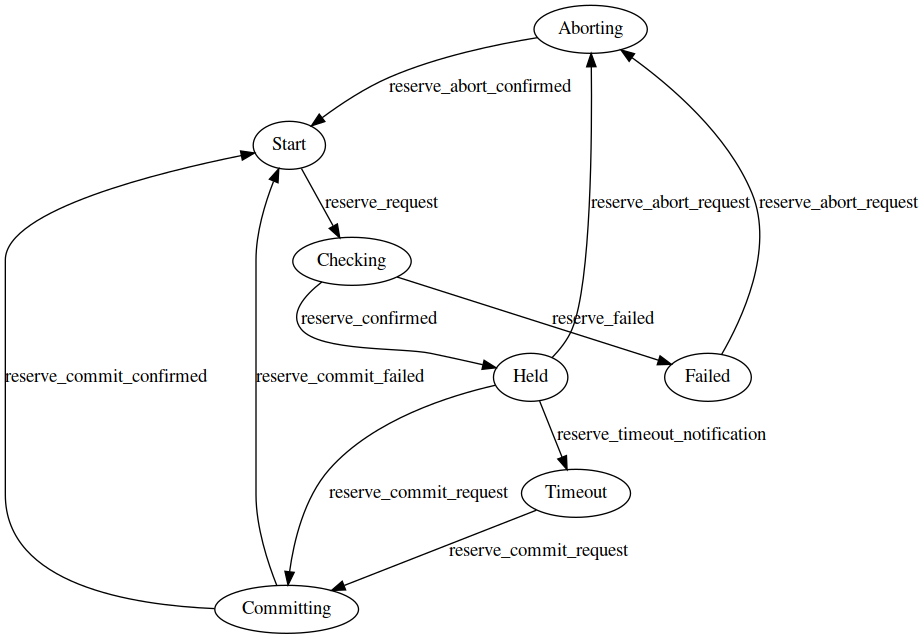 Aborting
reserve_abort_confirmed
Start
reserve_request
reserve_abort_request
reserve_abort_request
Checking
reserve_confirmed
reserve_failed
reserve_commit_confirmed
reserve_commit_failed
Held
Failed
reserve_timeout_notification
reserve_commit_request
Timeout
reserve_commit_request
Committing